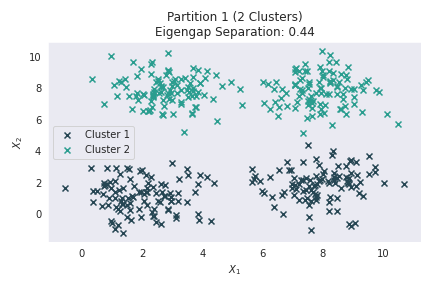 Partition 1 (2 Clusters)
Eigengap Separation: 0.44
10
8
6
4
2
0
X₂
Cluster 1
Cluster 2
0
2
4
6
8
10
X₁